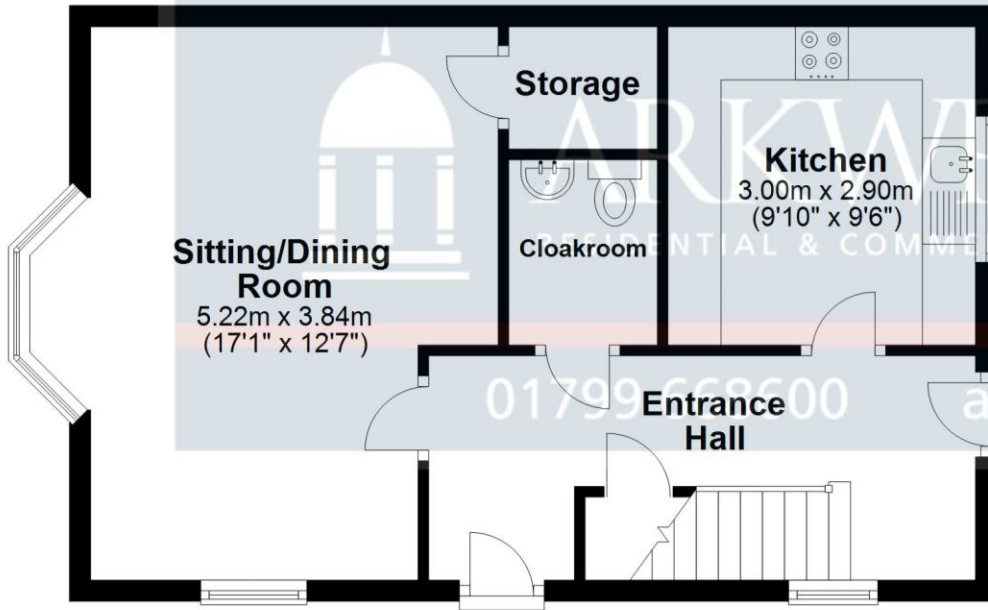 Storage
ARKW
Kitchen
3.00m x 2.90m
(9'10" x 9'6")
Cloakroom
RESIDENTIAL & COMME
Sitting/Dining
Room
5.22m x 3.84m
(17'1" x 12'7")
01799 668600
a
Entrance
Hall